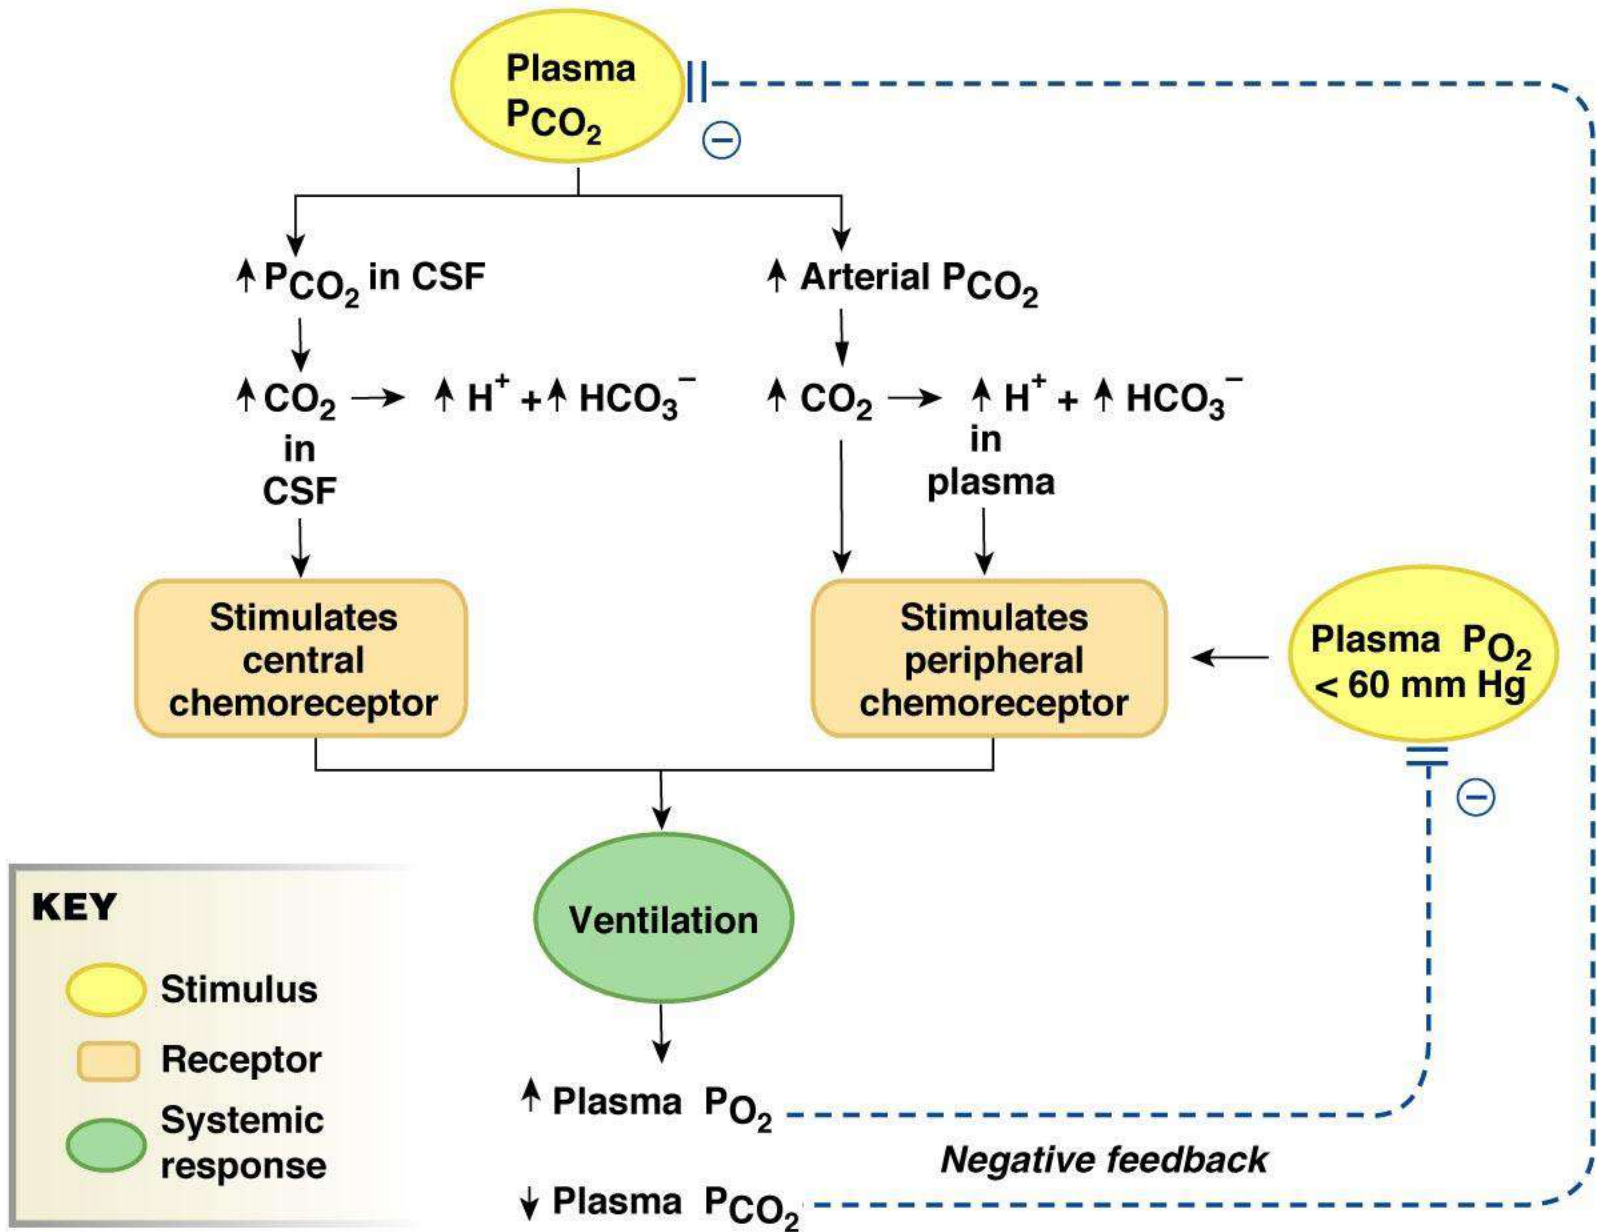 Plasma
PCO₂
↑ PCO₂ in CSF
↑ Arterial PCO₂
↑ CO₂ → ↑ H⁺ + ↑ HCO₃⁻
in
CSF
↑ CO₂ → ↑ H⁺ + ↑ HCO₃⁻
in
plasma
Stimulates
central
chemoreceptor
Stimulates
peripheral
chemoreceptor
Plasma PO₂
< 60 mm Hg
Ventilation
↑ Plasma PO₂
Negative feedback
↓ Plasma PCO₂
KEY
Stimulus
Receptor
Systemic
response